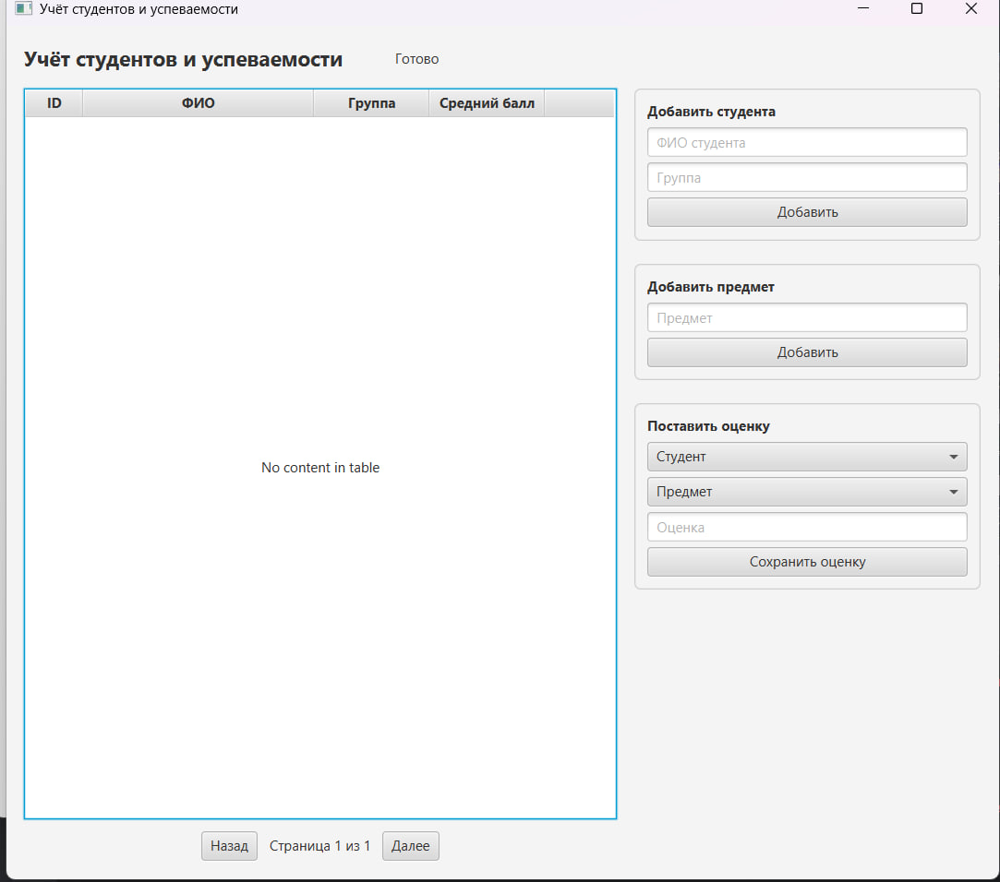 Учёт студентов и успеваемости
Учёт студентов и успеваемости
Готово
ID ФИО Группа Средний балл
No content in table
Назад Страница 1 из 1 Далее
Добавить студента
ФИО студента
Группа
Добавить
Добавить предмет
Предмет
Добавить
Поставить оценку
Студент
Предмет
Оценка
Сохранить оценку